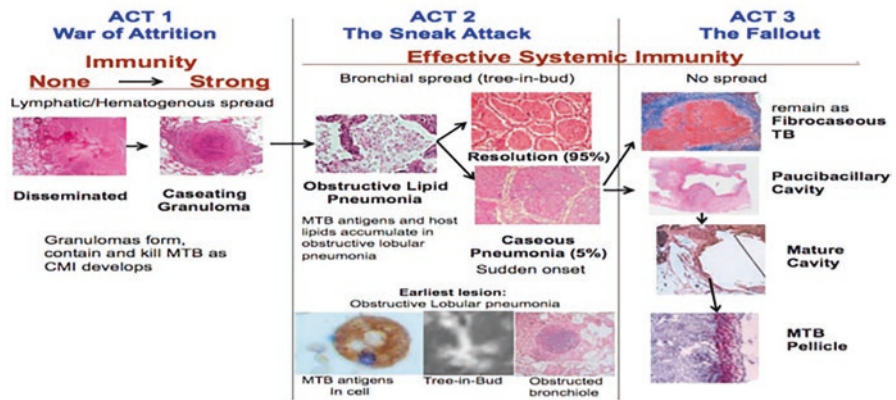 ACT 1
War of Attrition
Immunity
None → Strong
Lymphatic/Hematogenous spread
Disseminated
Caseating
Granuloma
Granulomas form,
contain and kill MTB as
CMI develops
ACT 2
The Sneak Attack
Effective Systemic Immunity
Bronchial spread (tree-in-bud)
Resolution (95%)
Obstructive Lipid
Pneumonia
MTB antigens and host
lipids accumulate in
obstructive lobular
pneumonia
Caseous
Pneumonia (5%)
Sudden onset
Earliest lesion:
Obstructive Lobular pneumonia
MTB antigens
In cell
Tree-in-Bud
Obstructed
bronchiole
ACT 3
The Fallout
No spread
remain as
Fibrocaseous
TB
Paucibacillary
Cavity
Mature
Cavity
MTB
Pellicle